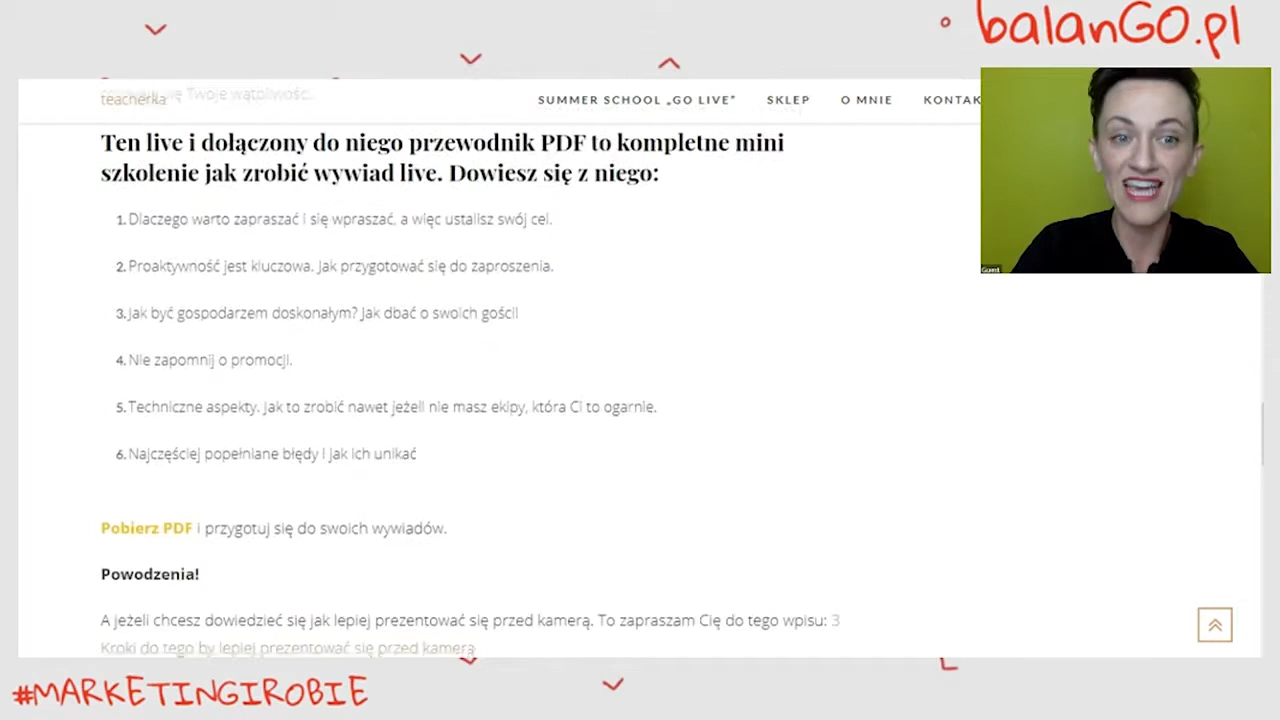 balanGO.pl
Twoje wątpliwości.
teacherka
SUMMER SCHOOL „GO LIVE”
SKLEP
O MNIE
KONTAK
Ten live i dołączony do niego przewodnik PDF to kompletne mini
szkolenie jak zrobić wywiad live. Dowiesz się z niego:
1. Dlaczego warto zapraszać i się wpraszać, a więc ustalisz swój cel.
2. Proaktywność jest kluczowa. Jak przygotować się do zaproszenia.
3. Jak być gospodarzem doskonałym? Jak dbać o swoich gości!
4. Nie zapomnij o promocji.
5. Techniczne aspekty. Jak to zrobić nawet jeżeli nie masz ekipy, która Ci to ogarnie.
6. Najczęściej popełniane błędy i jak ich unikać
Pobierz PDF i przygotuj się do swoich wywiadów.
Powodzenia!
A jeżeli chcesz dowiedzieć się jak lepiej prezentować się przed kamerą. To zapraszam Cię do tego wpisu: 3
Kroki do tego by lepiej prezentować się przed kamerą
Guest
#MARKETINGIROBIE